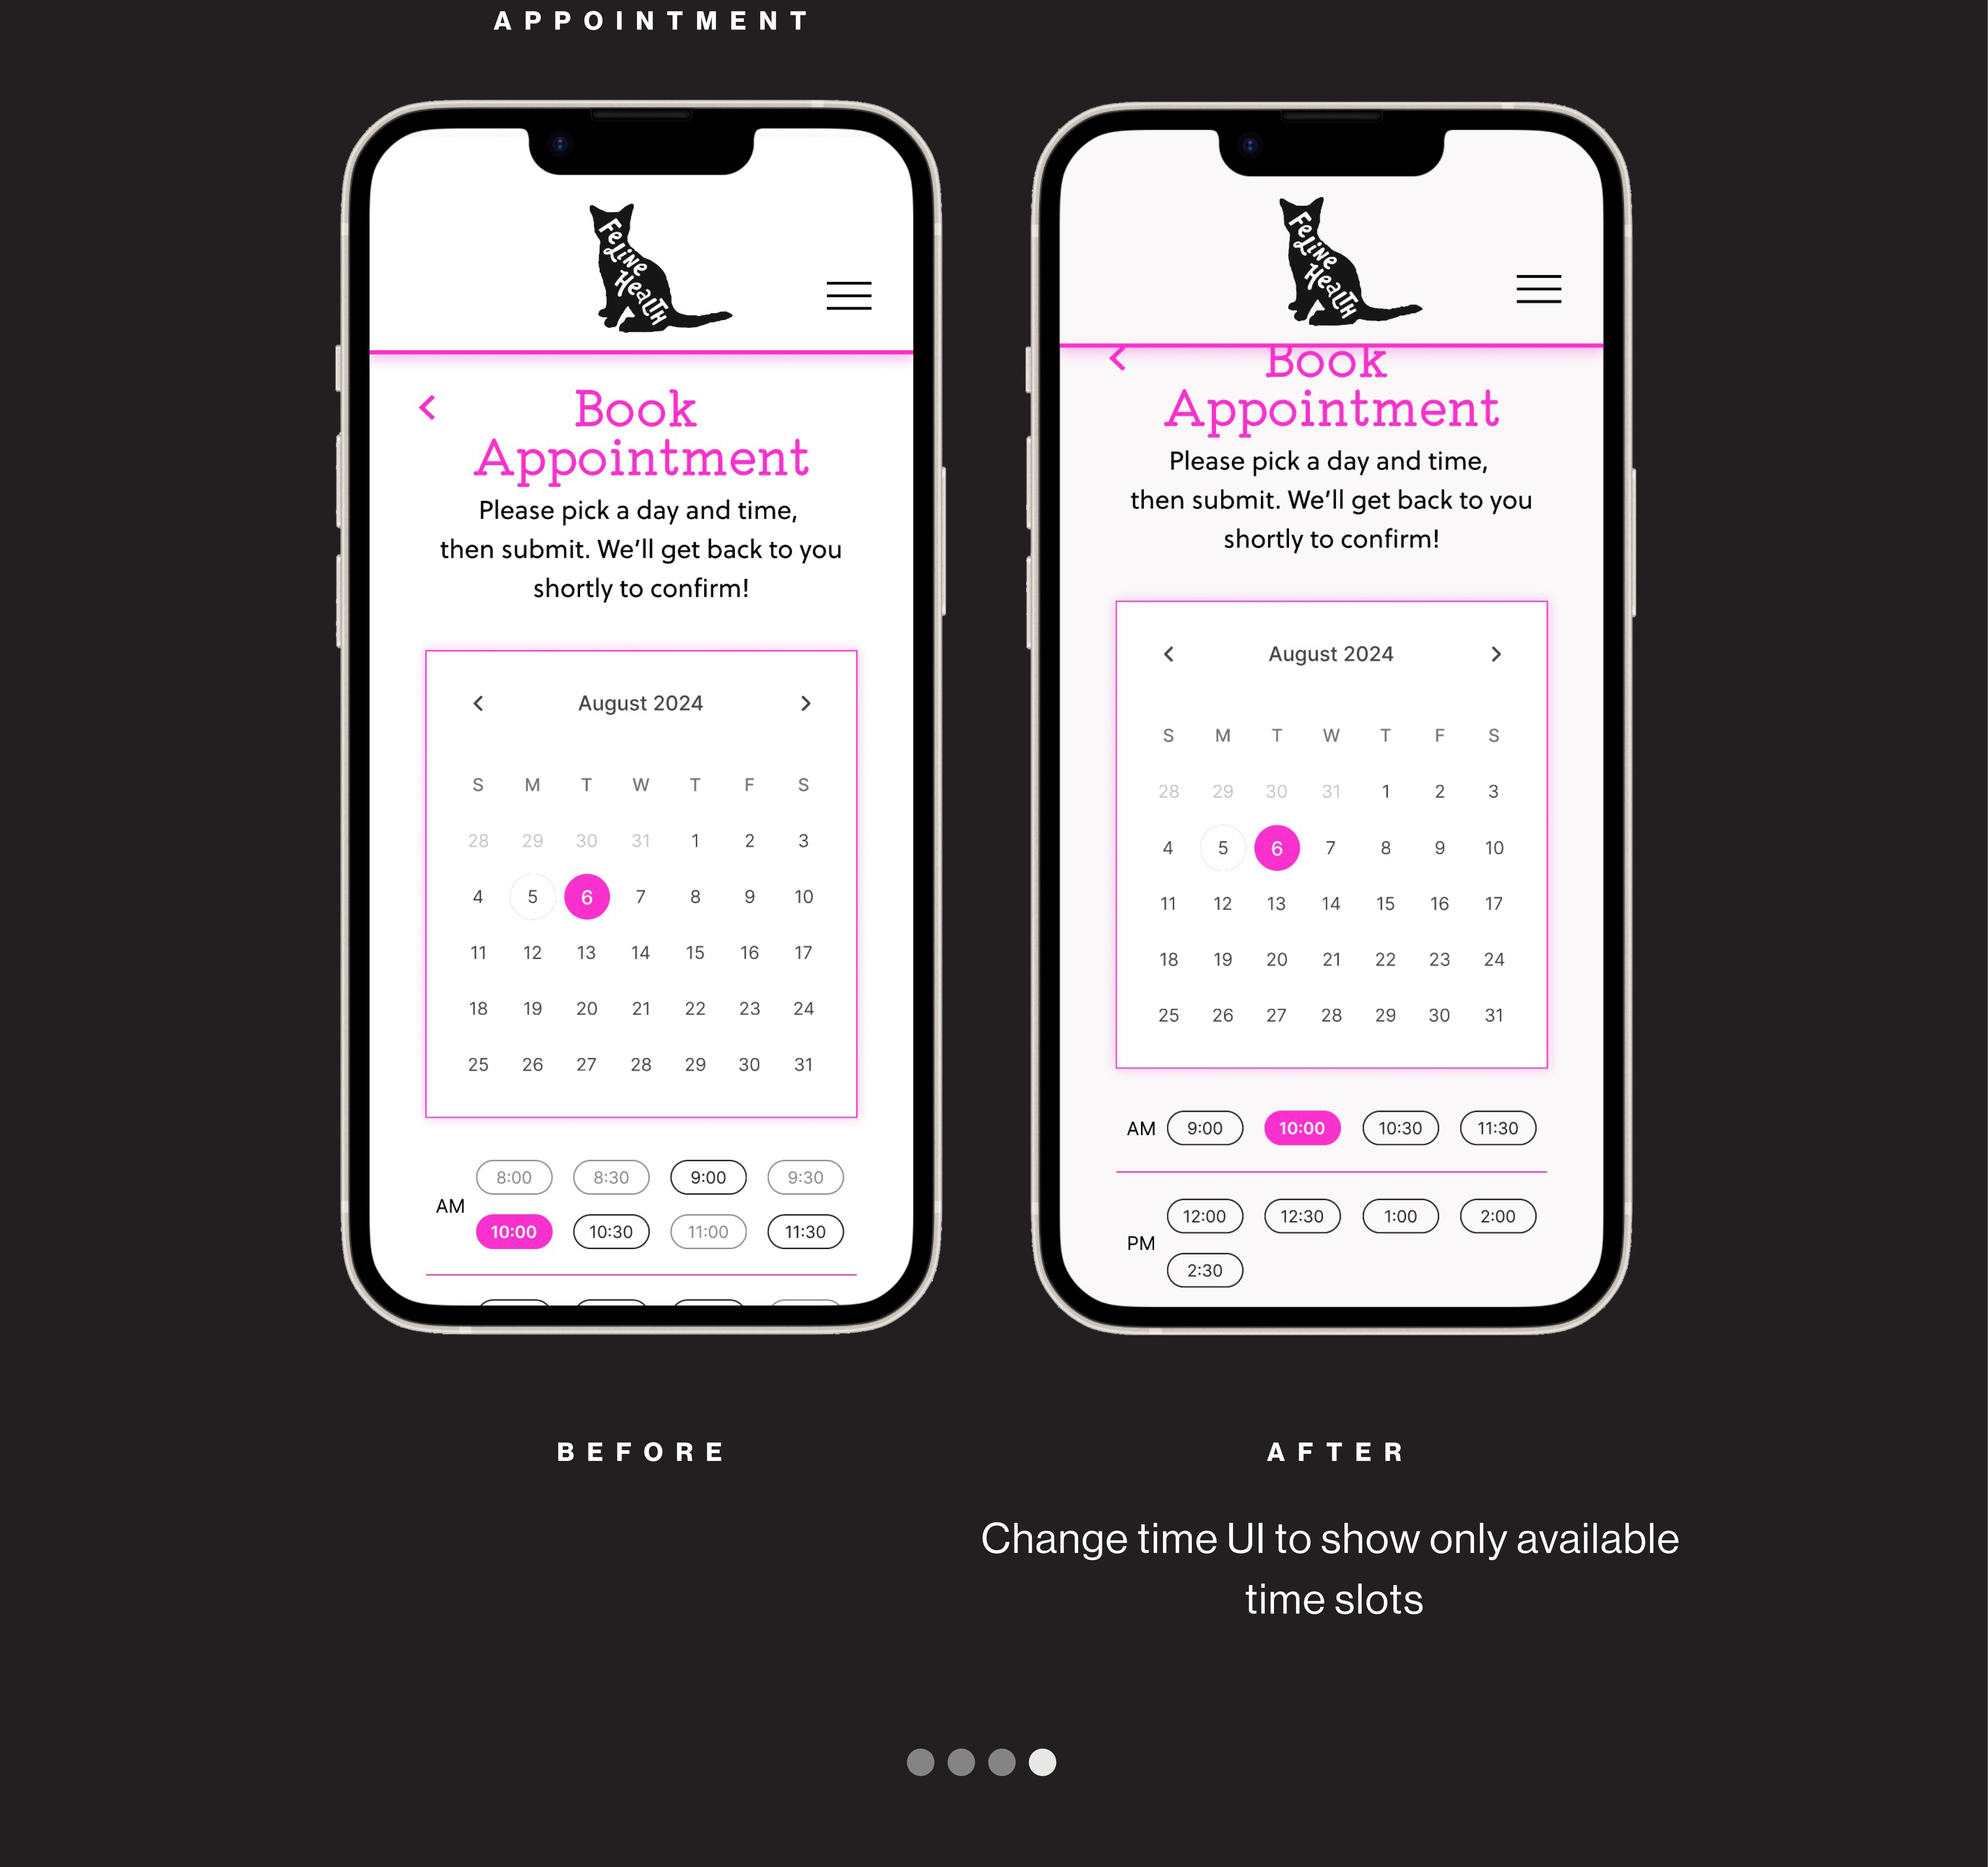 APPOINTMENT
FeLine
HealTH
Book
Appointment
Please pick a day and time,
then submit. We’ll get back to you
shortly to confirm!
August 2024
S M T W T F S
28 29 30 31 1 2 3
4 5 6 7 8 9 10
11 12 13 14 15 16 17
18 19 20 21 22 23 24
25 26 27 28 29 30 31
8:00 8:30 9:00 9:30
AM
10:00 10:30 11:00 11:30
BEFORE
FeLine
HealTH
Book
Appointment
Please pick a day and time,
then submit. We’ll get back to you
shortly to confirm!
August 2024
S M T W T F S
28 29 30 31 1 2 3
4 5 6 7 8 9 10
11 12 13 14 15 16 17
18 19 20 21 22 23 24
25 26 27 28 29 30 31
AM 9:00 10:00 10:30 11:30
12:00 12:30 1:00 2:00
PM
2:30
AFTER
Change time UI to show only available
time slots